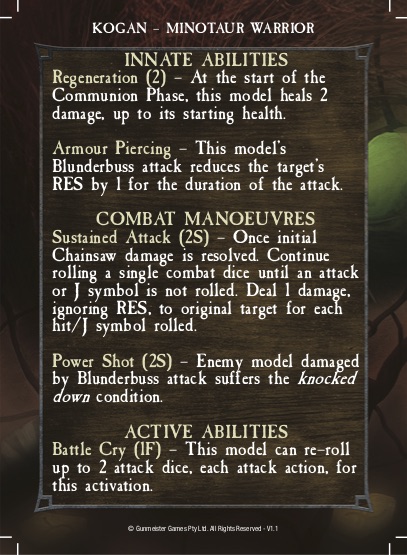 KOGAN - MINOTAUR WARRIOR
INNATE ABILITIES
Regeneration (2) - At the start of the
Communion Phase, this model heals 2
damage, up to its starting health.
Armour Piercing - This model's
Blunderbuss attack reduces the target's
RES by 1 for the duration of the attack.
COMBAT MANOEUVRES
Sustained Attack (2S) - Once initial
Chainsaw damage is resolved. Continue
rolling a single combat dice until an attack
or J symbol is not rolled. Deal 1 damage,
ignoring RES, to original target for each
hit/J symbol rolled.
Power Shot (2S) - Enemy model damaged
by Blunderbuss attack suffers the knocked
down condition.
ACTIVE ABILITIES
Battle Cry (1F) - This model can re-roll
up to 2 attack dice, each attack action, for
this activation.
© Gunmeister Games Pty Ltd. All Rights Reserved - V1.1